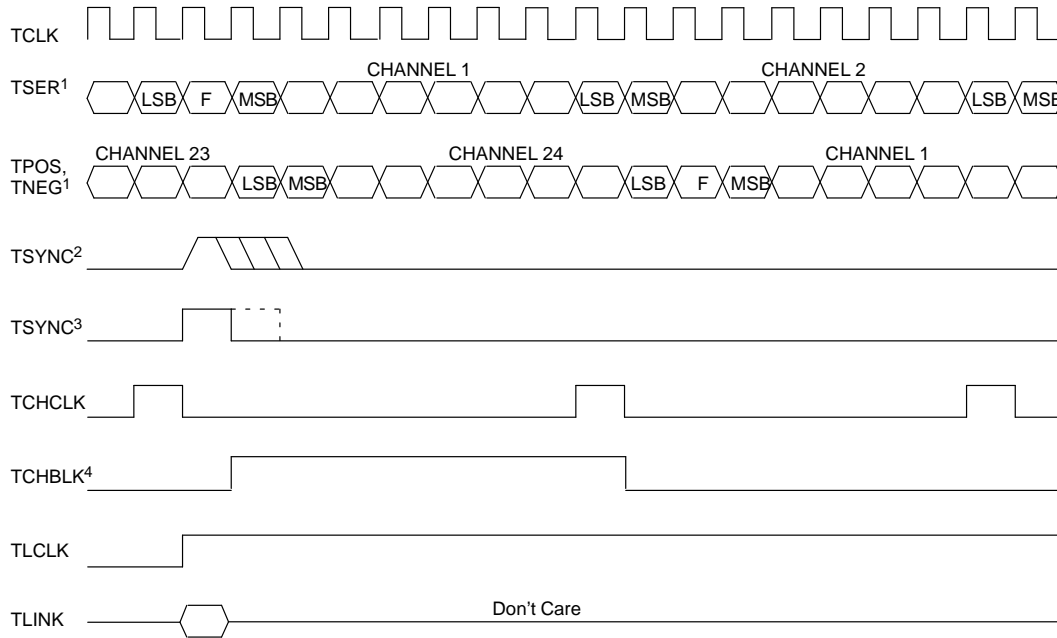 TCLK
CHANNEL 1 CHANNEL 2
TSER1 LSB F MSB LSB MSB LSB MSB
CHANNEL 23 CHANNEL 24 CHANNEL 1
TPOS,
TNEG1 LSB MSB LSB F MSB
TSYNC2
TSYNC3
TCHCLK
TCHBLK4
TLCLK
Don't Care
TLINK